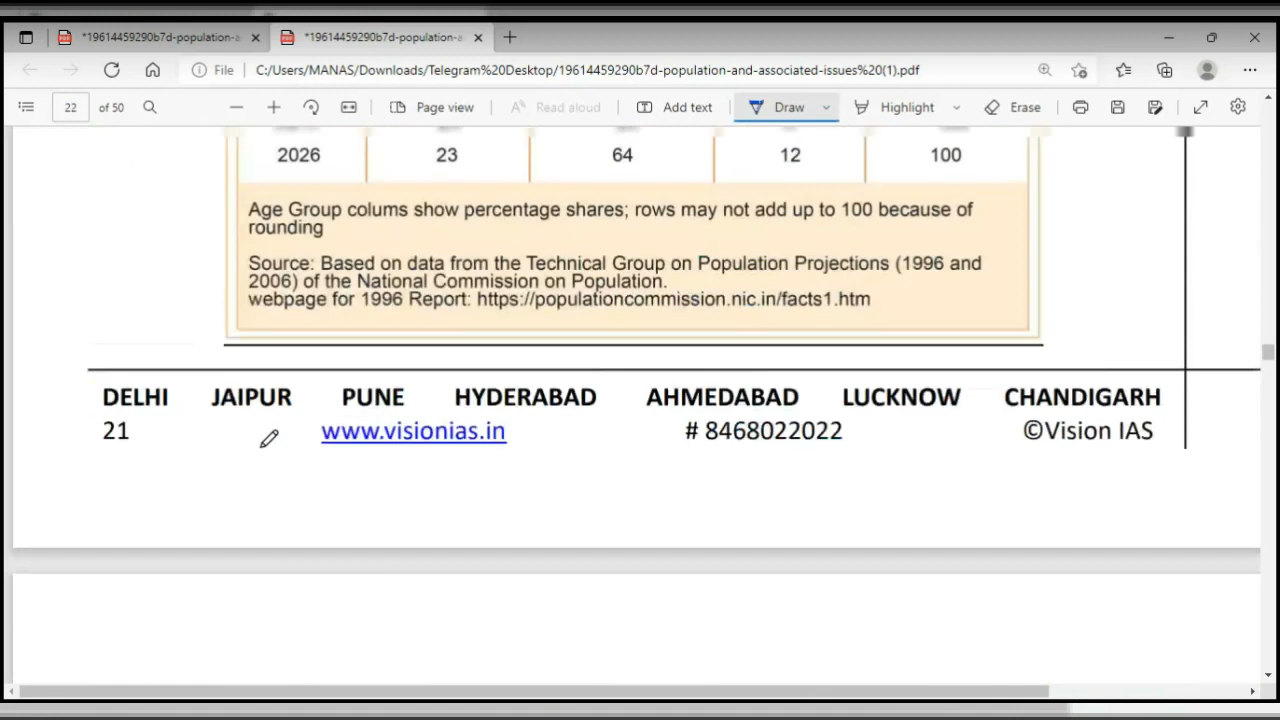 *19614459290b7d-population-a
*19614459290b7d-population-a
File C:/Users/MANAS/Downloads/Telegram%20Desktop/19614459290b7d-population-and-associated-issues%20(1).pdf
22 of 50 Page view Read aloud Add text Draw Highlight Erase
2026 23 64 12 100
Age Group colums show percentage shares; rows may not add up to 100 because of
rounding
Source: Based on data from the Technical Group on Population Projections (1996 and
2006) of the National Commission on Population.
webpage for 1996 Report: https://populationcommission.nic.in/facts1.htm
DELHI JAIPUR PUNE HYDERABAD AHMEDABAD LUCKNOW CHANDIGARH
21 www.visionias.in # 8468022022 ©Vision IAS